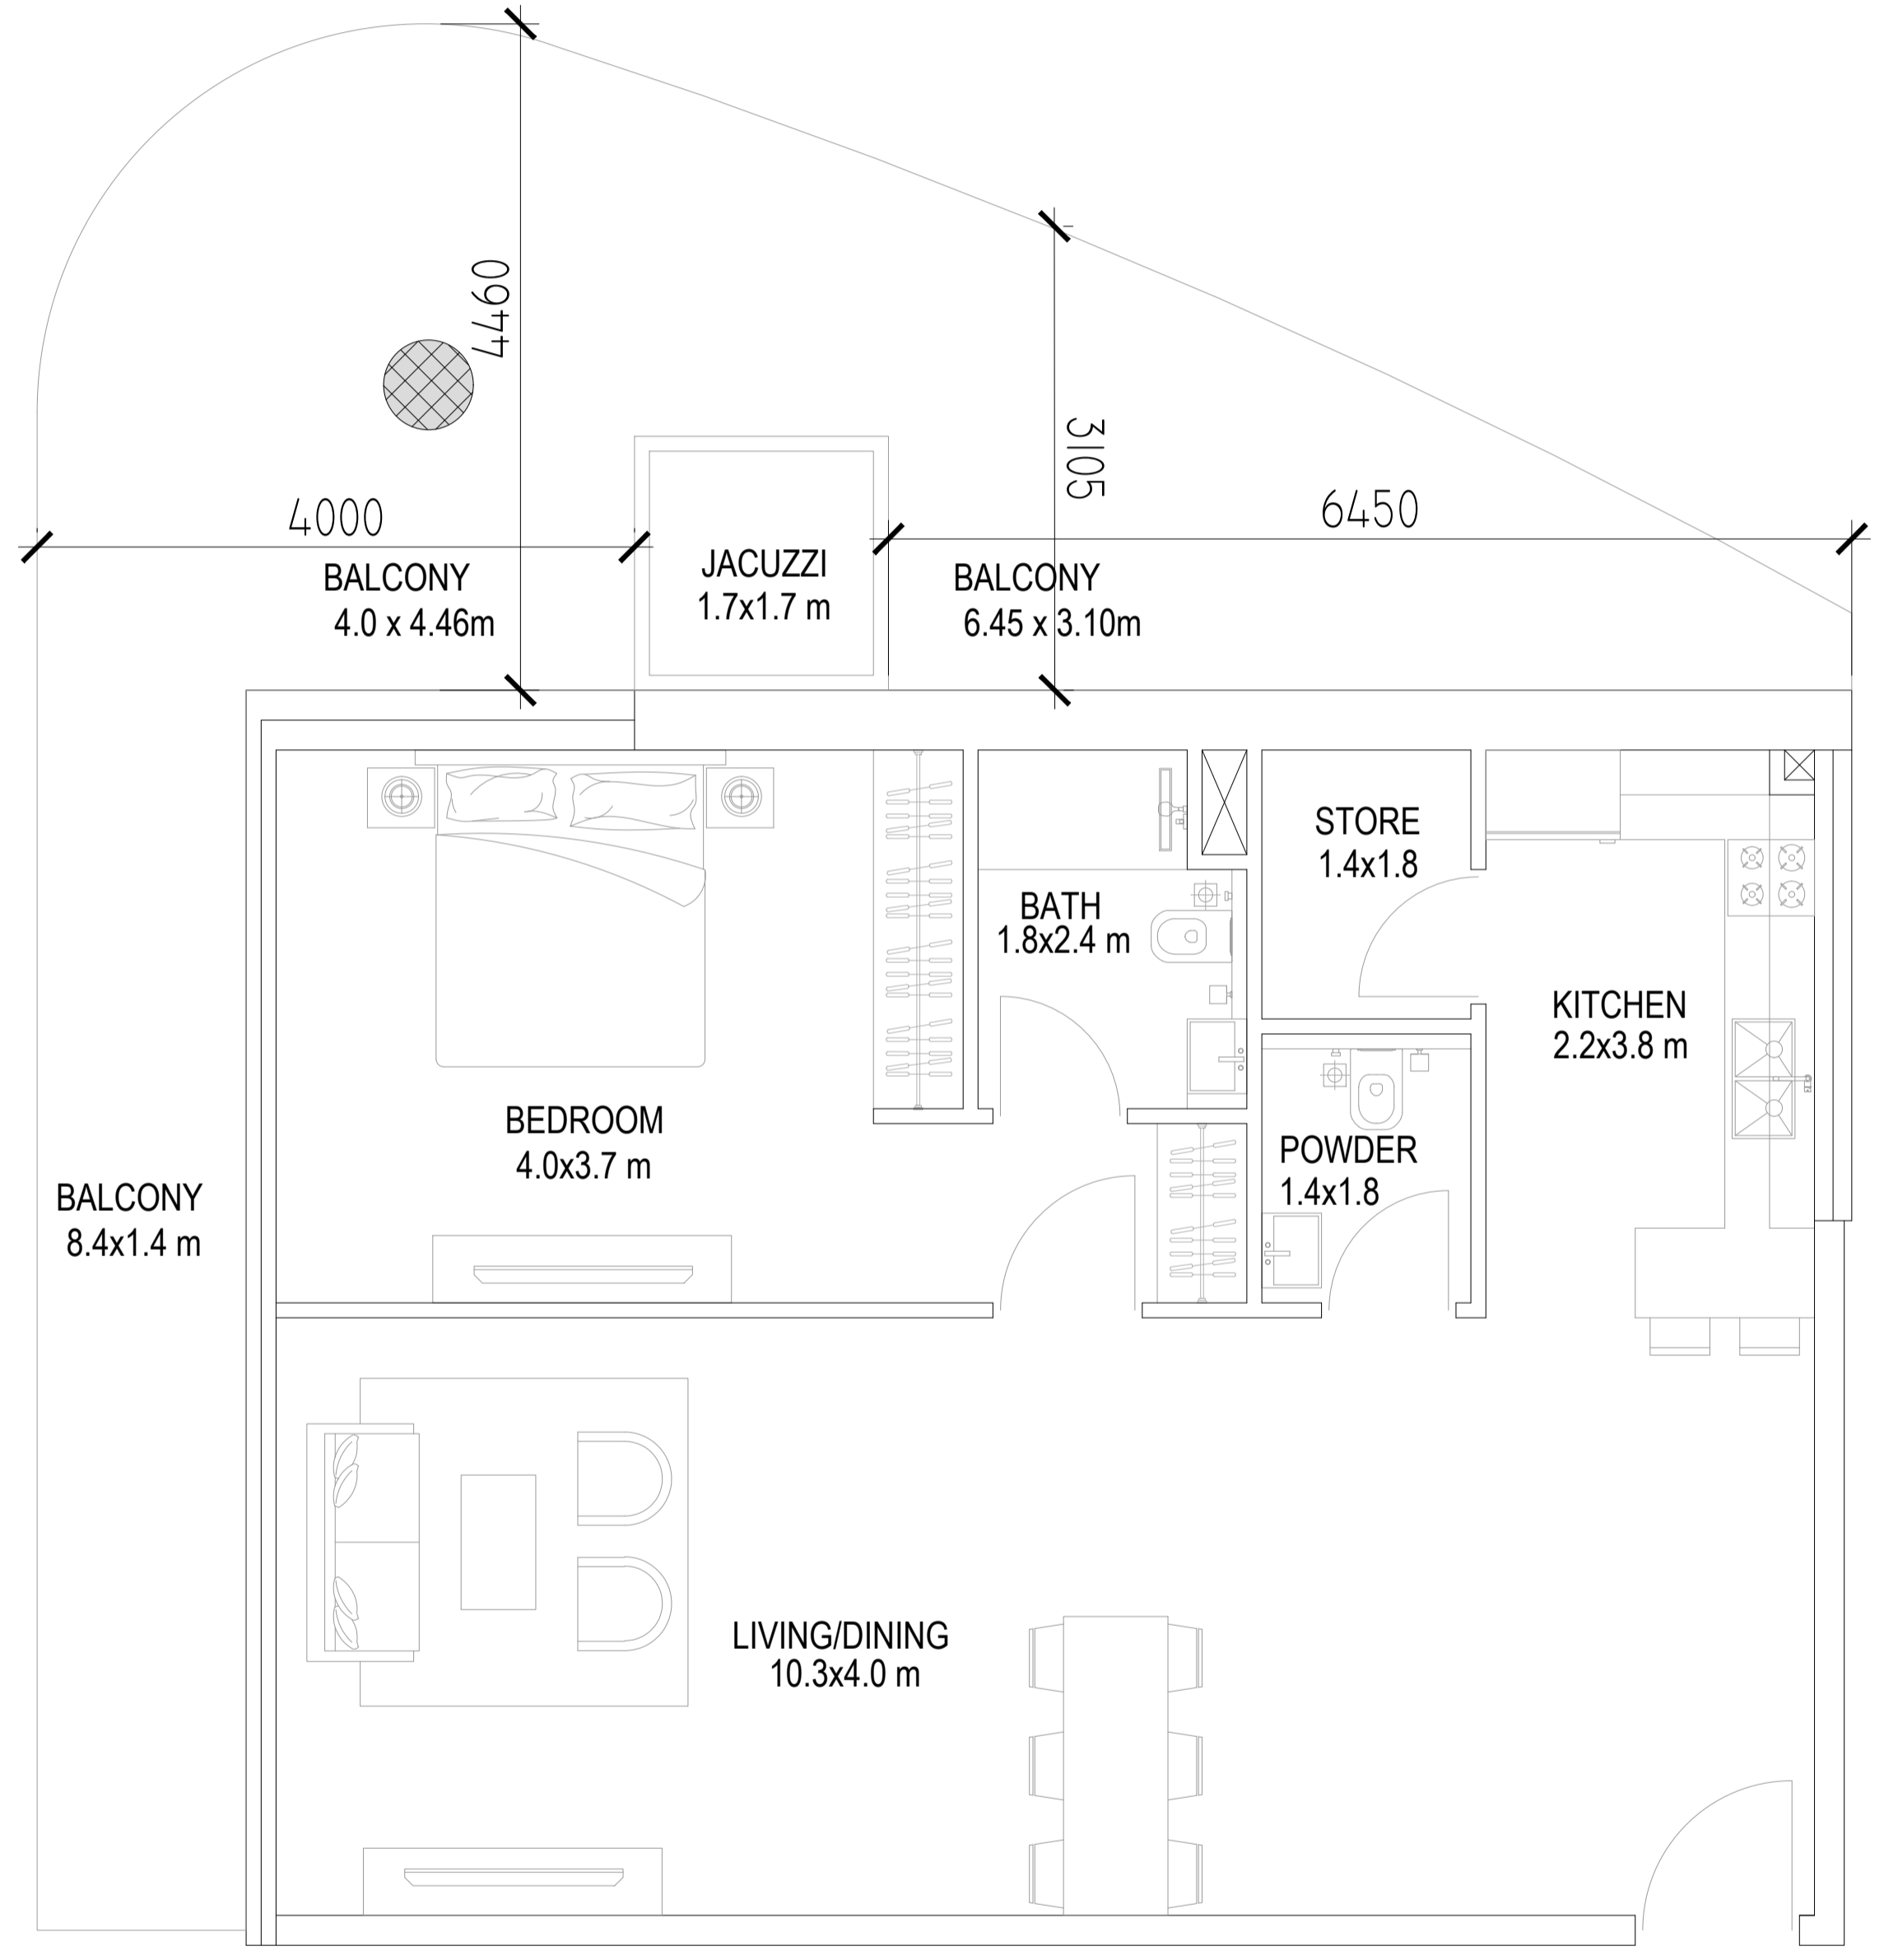 4460
3105
4000
6450
BALCONY
4.0 x 4.46m
JACUZZI
1.7x1.7 m
BALCONY
6.45 x 3.10m
STORE
1.4x1.8
BATH
1.8x2.4 m
KITCHEN
2.2x3.8 m
BEDROOM
4.0x3.7 m
POWDER
1.4x1.8
BALCONY
8.4x1.4 m
LIVING/DINING
10.3x4.0 m